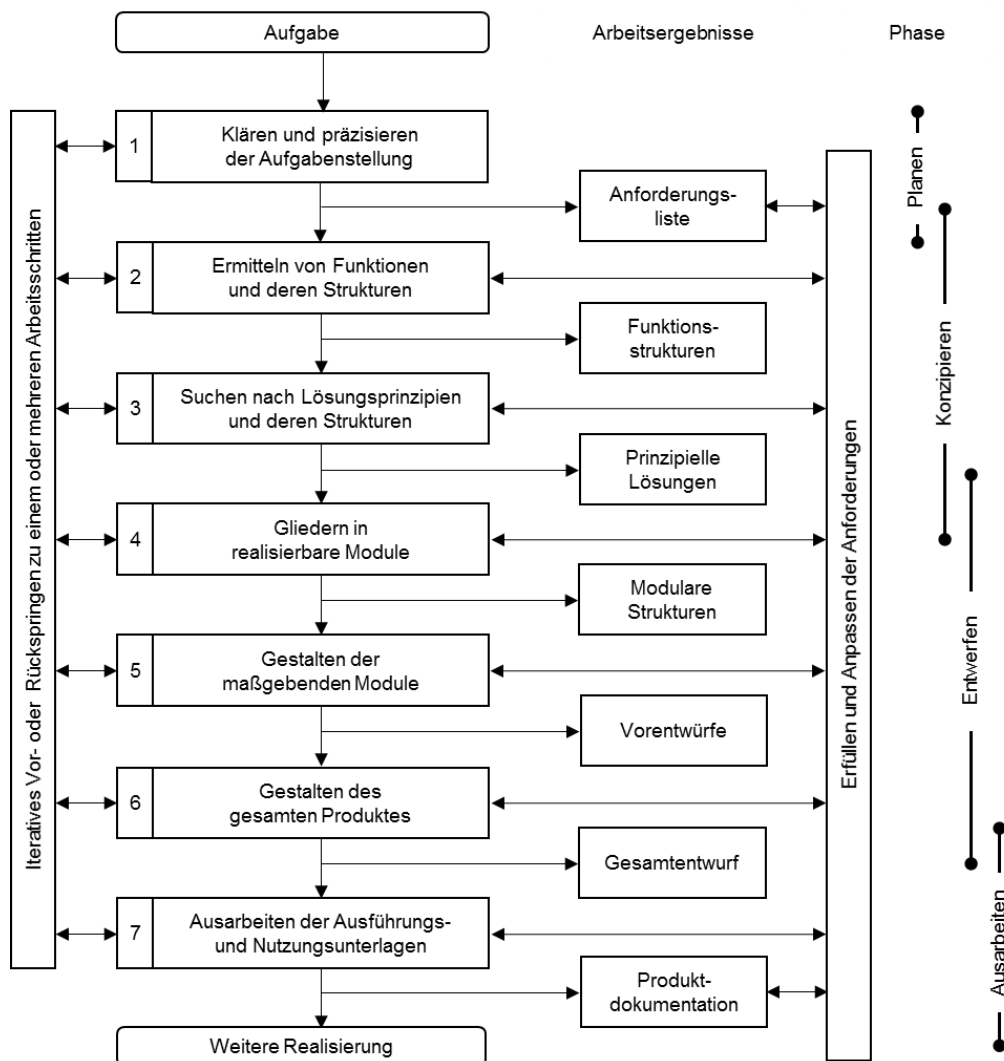 Aufgabe
Arbeitsergebnisse
Phase
Iteratives Vor- oder Rückspringen zu einem oder mehreren Arbeitsschritten
1
Klären und präzisieren
der Aufgabenstellung
Anforderungs-
liste
2
Ermitteln von Funktionen
und deren Strukturen
Funktions-
strukturen
3
Suchen nach Lösungsprinzipien
und deren Strukturen
Prinzipielle
Lösungen
4
Gliedern in
realisierbare Module
Modulare
Strukturen
5
Gestalten der
maßgebenden Module
Vorentwürfe
6
Gestalten des
gesamten Produktes
Gesamtentwurf
7
Ausarbeiten der Ausführungs-
und Nutzungsunterlagen
Produkt-
dokumentation
Weitere Realisierung
Erfüllen und Anpassen der Anforderungen
Planen
Konzipieren
Entwerfen
Ausarbeiten